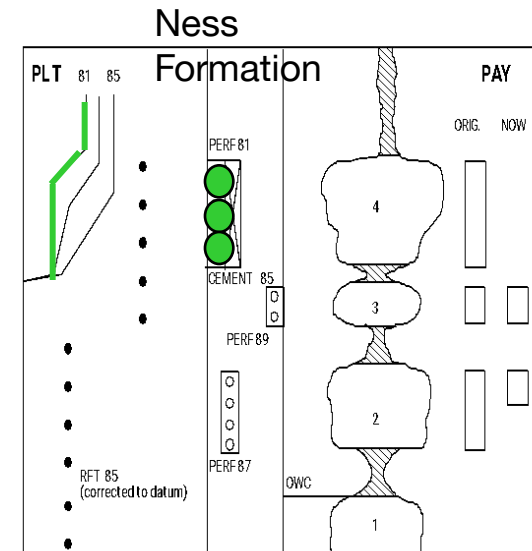 Ness
Formation
PLT 81 85
PAY
ORIG. NOW
PERF 81
4
CEMENT 85
3
PERF 89
2
PERF 87
RFT 85
(corrected to datum)
OWC
1